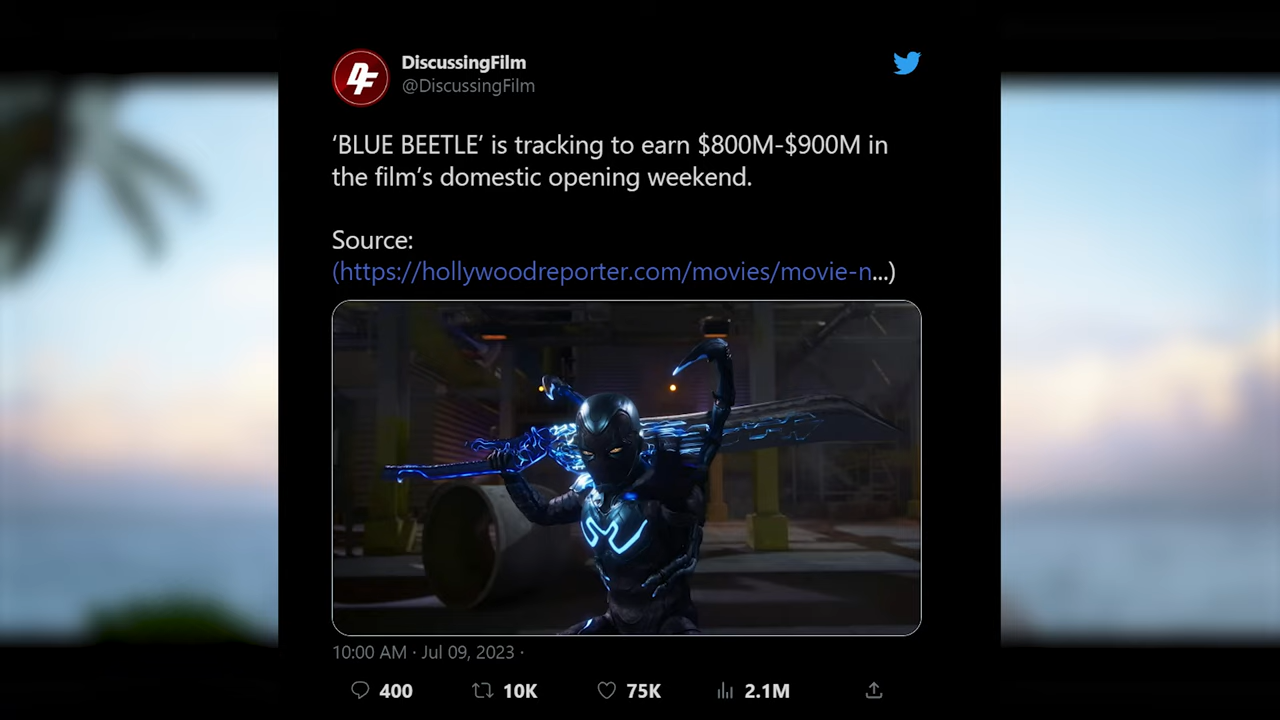 DF
DiscussingFilm
@DiscussingFilm
‘BLUE BEETLE‘ is tracking to earn $800M-$900M in
the film’s domestic opening weekend.
Source:
(https://hollywoodreporter.com/movies/movie-n...)
10:00 AM · Jul 09, 2023 ·
400 10K 75K 2.1M